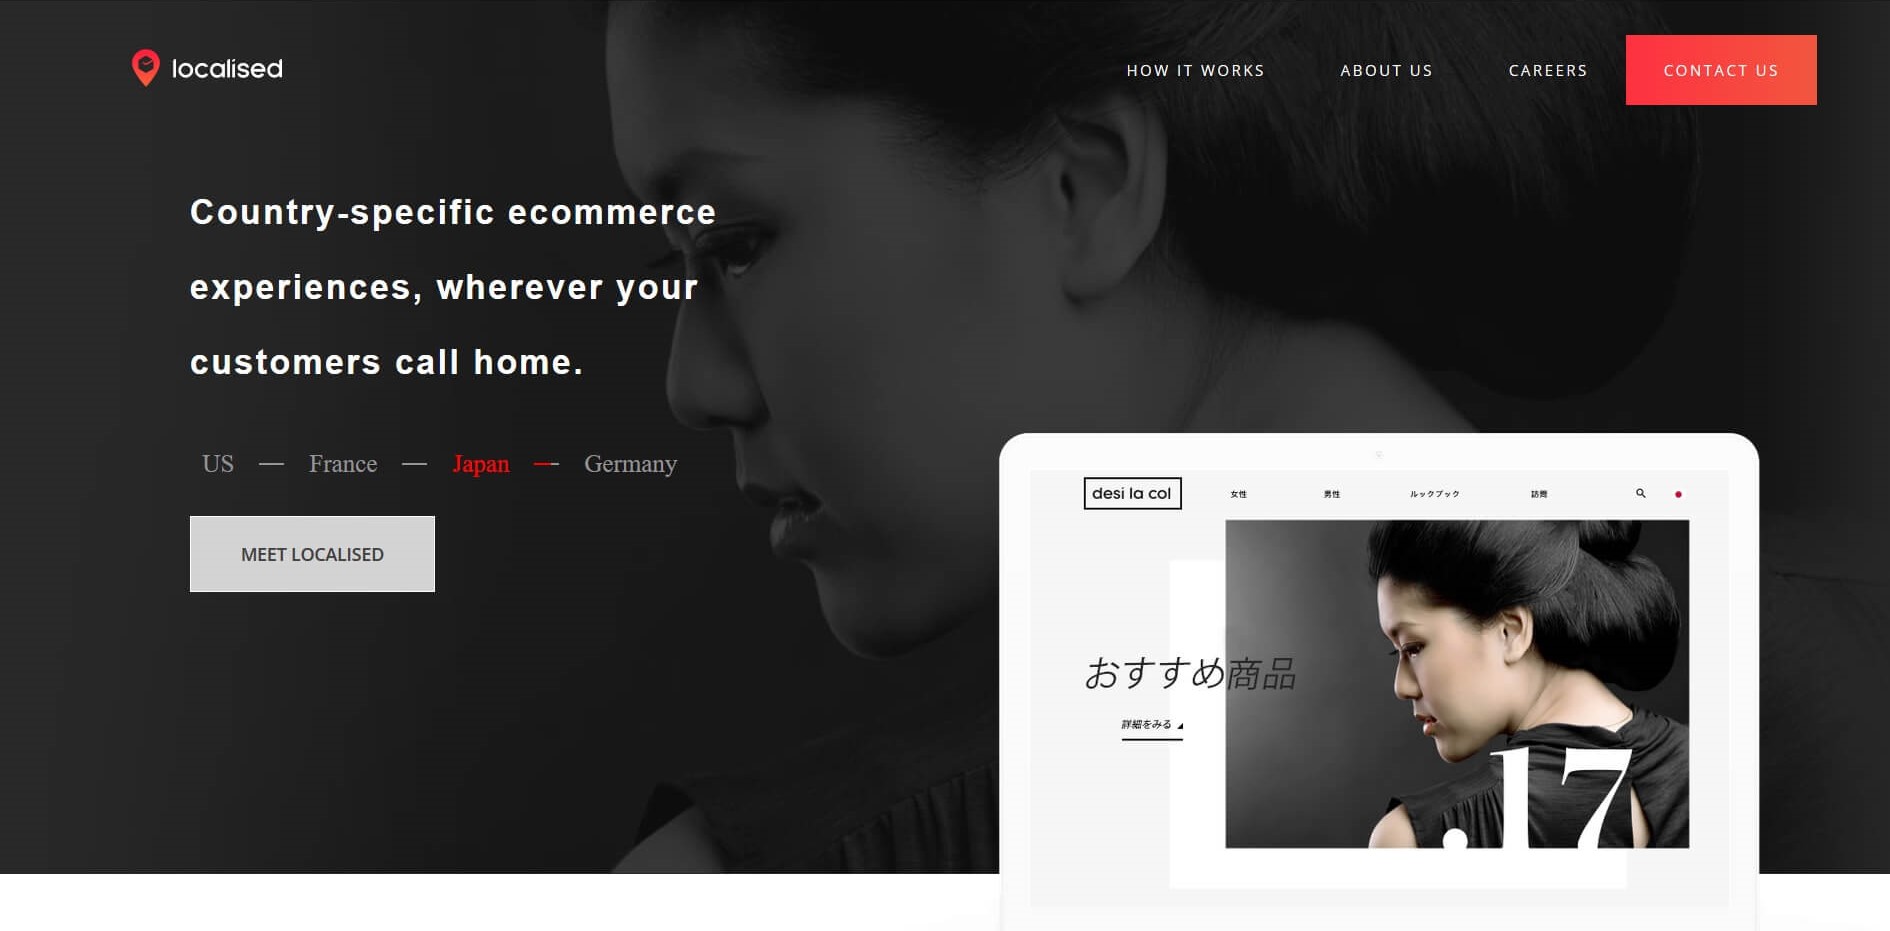 localised
HOW IT WORKS
ABOUT US
CAREERS
CONTACT US
Country-specific ecommerce
experiences, wherever your
customers call home.
US — France — Japan — Germany
MEET LOCALISED
desi la col
女性
男性
ルックブック
訪問
おすすめ商品
詳細をみる
.17